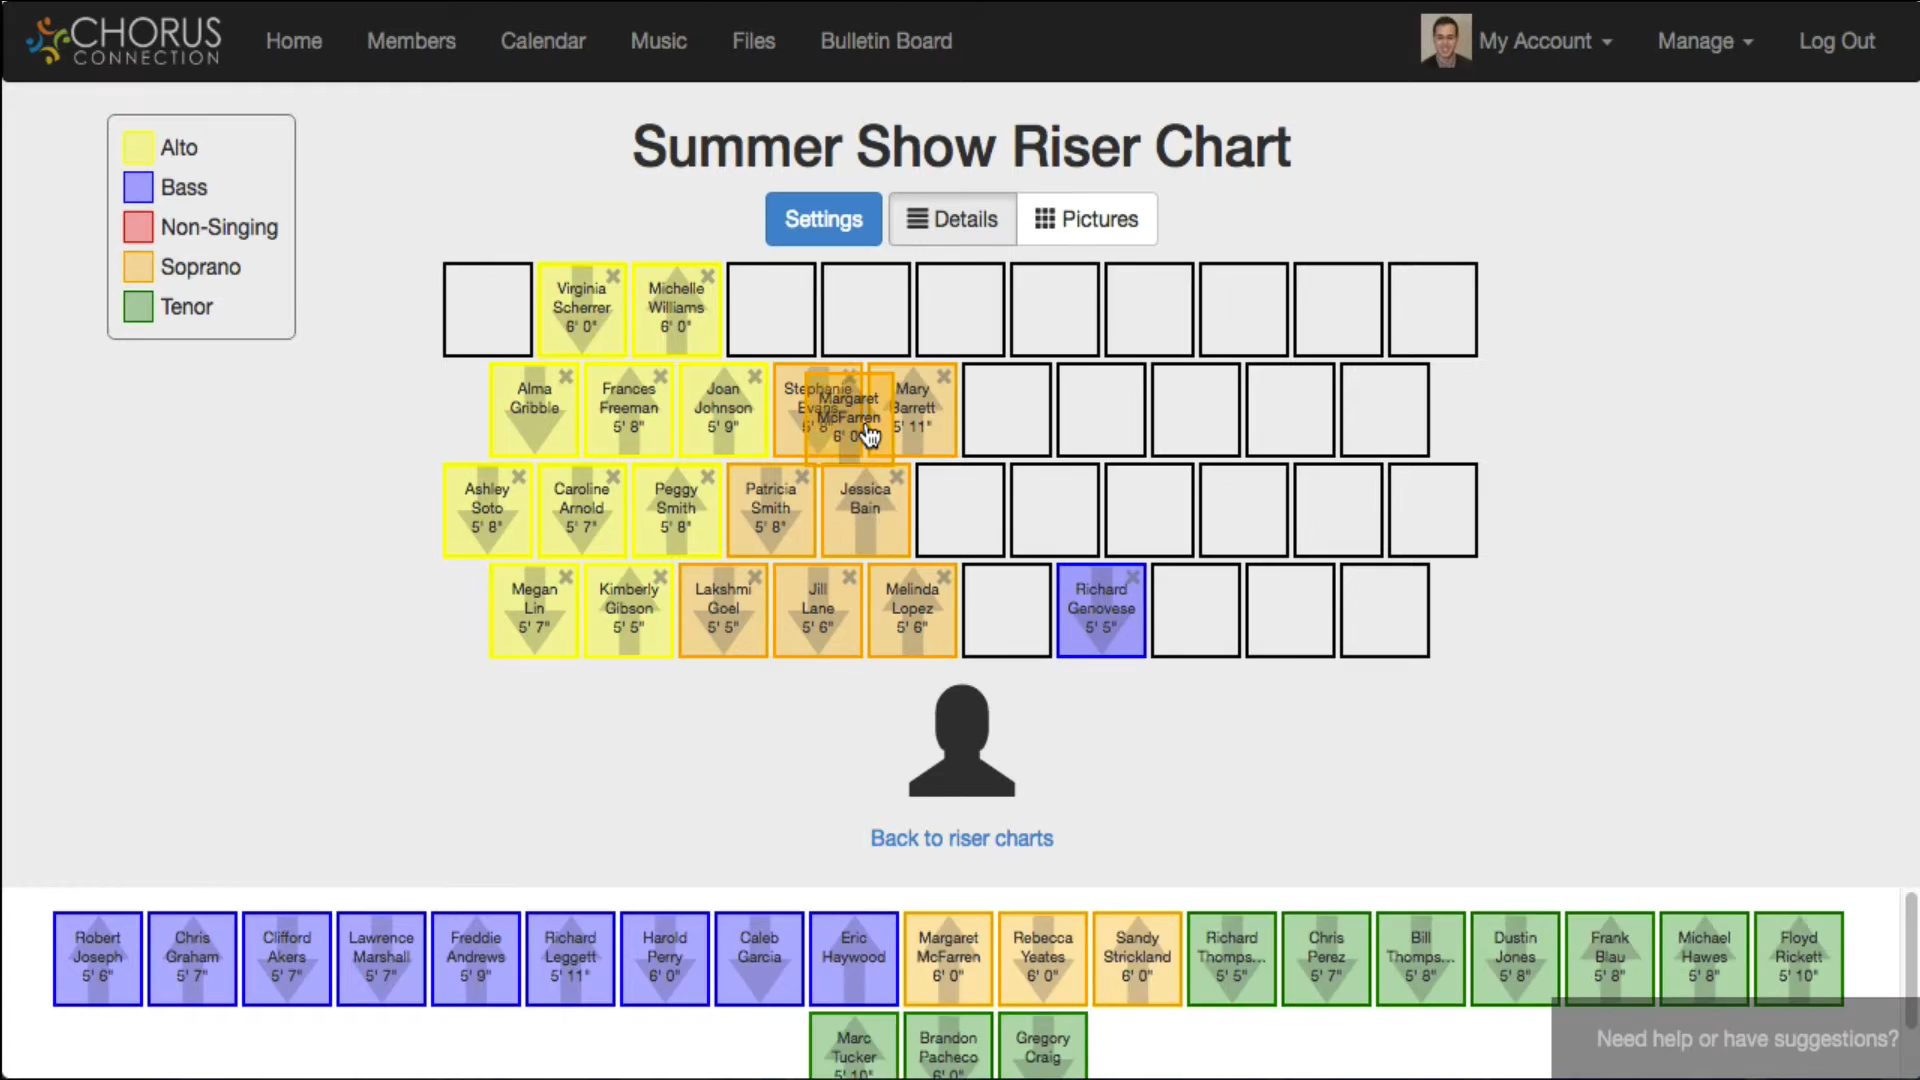 CHORUS
CONNECTION
Home
Members
Calendar
Music
Files
Bulletin Board
My Account
Manage
Log Out
Alto
Bass
Non-Singing
Soprano
Tenor
Summer Show Riser Chart
Settings
Details
Pictures
Virginia
Scherrer
6' 0"
Michelle
Williams
6' 0"
Alma
Gribble
Frances
Freeman
5' 8"
Joan
Johnson
5' 9"
Stephanie
Evans
5' 8"
Margaret
McFarren
6' 0"
Mary
Barrett
5' 11"
Ashley
Soto
5' 8"
Caroline
Arnold
5' 7"
Peggy
Smith
5' 8"
Patricia
Smith
5' 8"
Jessica
Bain
Megan
Lin
5' 7"
Kimberly
Gibson
5' 5"
Lakshmi
Goel
5' 5"
Jill
Lane
5' 6"
Melinda
Lopez
5' 6"
Richard
Genovese
5' 5"
Back to riser charts
Robert
Joseph
5' 6"
Chris
Graham
5' 7"
Clifford
Akers
5' 7"
Lawrence
Marshall
5' 7"
Freddie
Andrews
5' 9"
Richard
Leggett
5' 11"
Harold
Perry
6' 0"
Caleb
Garcia
Eric
Haywood
Margaret
McFarren
6' 0"
Rebecca
Yeates
6' 0"
Sandy
Strickland
6' 0"
Richard
Thomps...
5' 5"
Chris
Perez
5' 7"
Bill
Thomps...
5' 8"
Dustin
Jones
5' 8"
Frank
Blau
5' 8"
Michael
Hawes
5' 8"
Floyd
Rickett
5' 10"
Marc
Tucker
5' 10"
Brandon
Pacheco
6' 0"
Gregory
Craig
Need help or have suggestions?